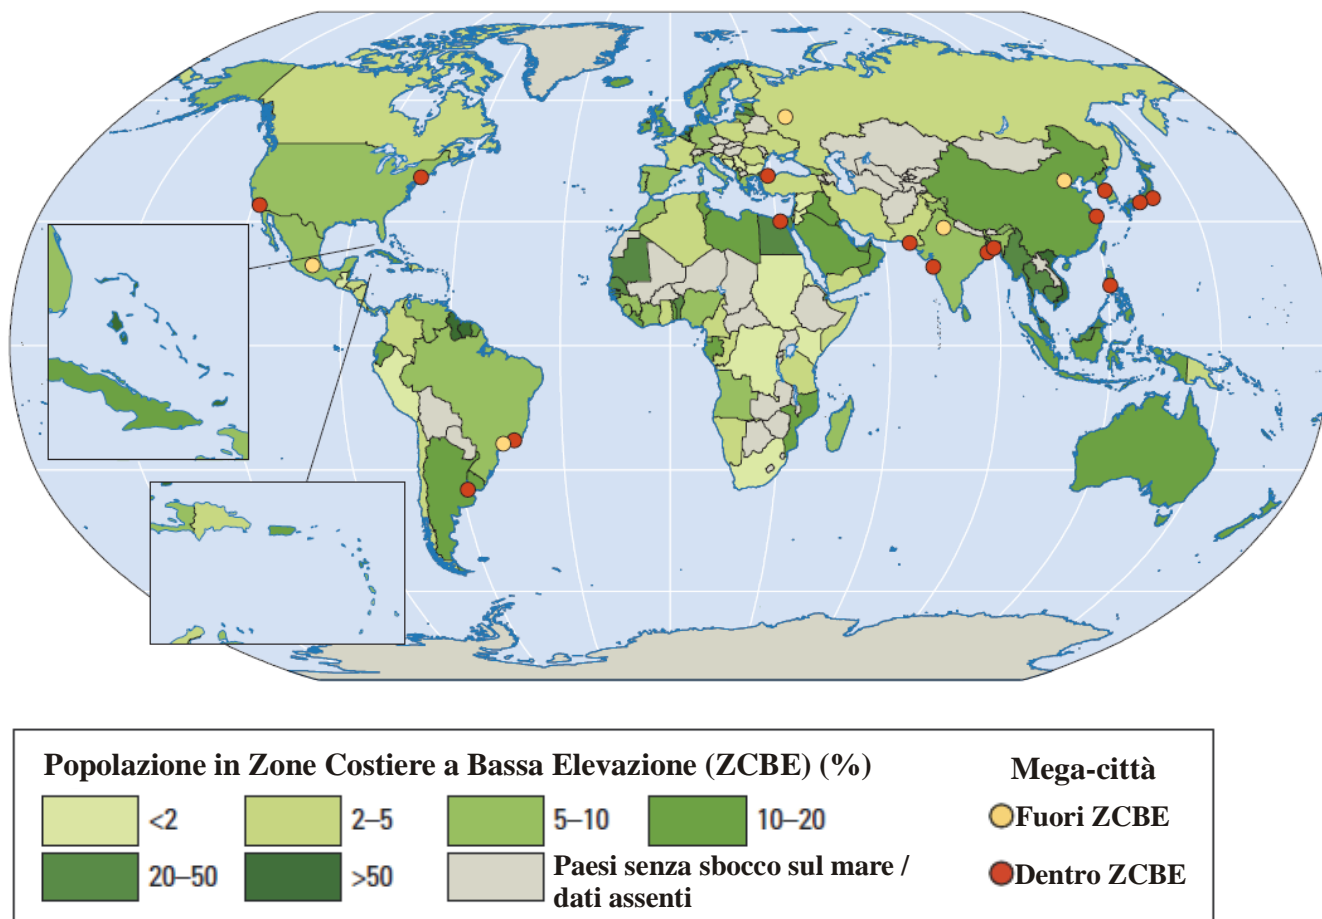 Popolazione in Zone Costiere a Bassa Elevazione (ZCBE) (%)
<2
2–5
5–10
10–20
20–50
>50
Paesi senza sbocco sul mare /
dati assenti
Mega-città
Fuori ZCBE
Dentro ZCBE